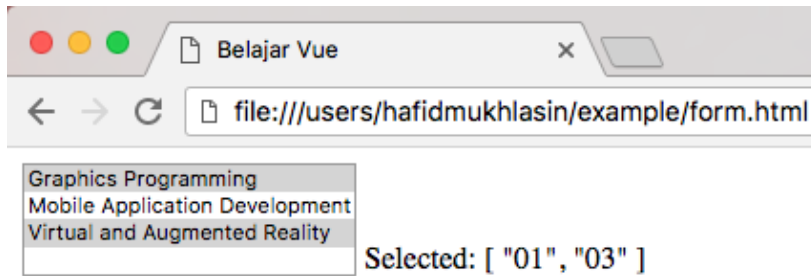 Belajar Vue
file:///users/hafidmukhlasin/example/form.html
Graphics Programming
Mobile Application Development
Virtual and Augmented Reality
Selected: [ "01", "03" ]